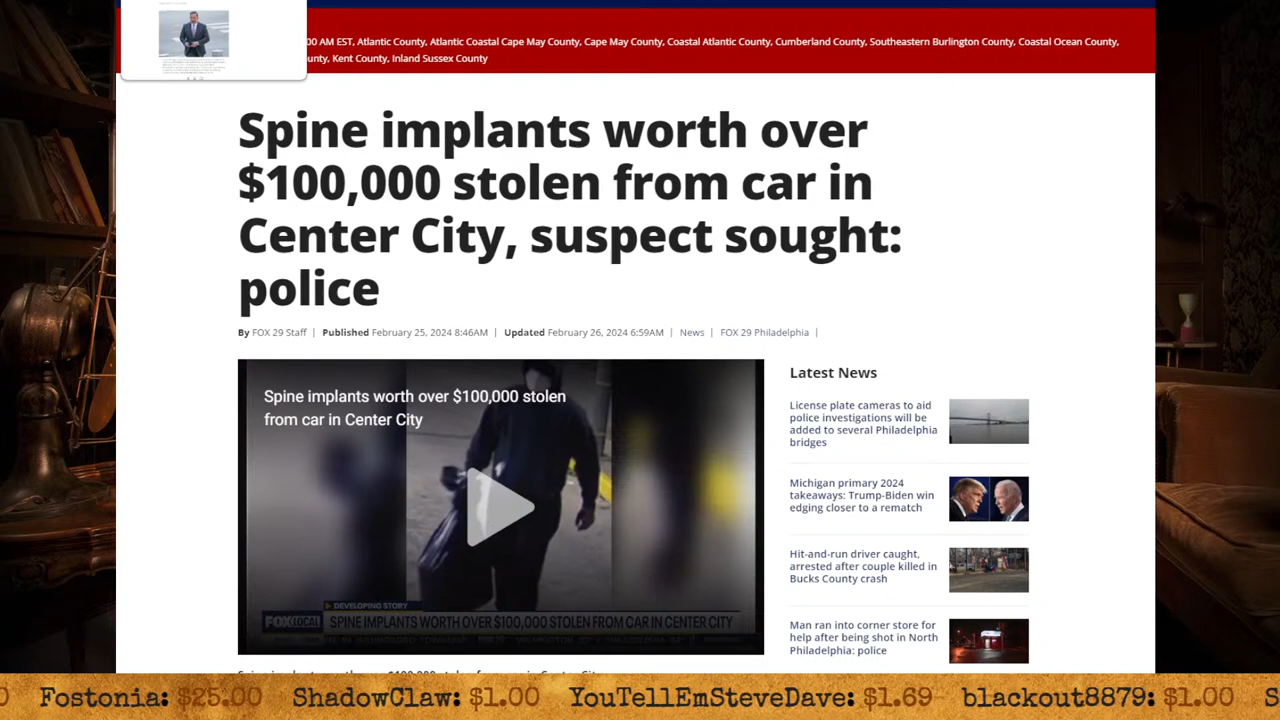 00 AM EST, Atlantic County, Atlantic Coastal Cape May County, Cape May County, Coastal Atlantic County, Cumberland County, Southeastern Burlington County, Coastal Ocean County,
unty, Kent County, Inland Sussex County
Spine implants worth over
$100,000 stolen from car in
Center City, suspect sought:
police
By FOX 29 Staff | Published February 25, 2024 8:46AM | Updated February 26, 2024 6:59AM | News | FOX 29 Philadelphia |
Spine implants worth over $100,000 stolen
from car in Center City
DEVELOPING STORY
FOX LOCAL
SPINE IMPLANTS WORTH OVER $100,000 STOLEN FROM CAR IN CENTER CITY
Latest News
License plate cameras to aid
police investigations will be
added to several Philadelphia
bridges
Michigan primary 2024
takeaways: Trump-Biden win
edging closer to a rematch
Hit-and-run driver caught,
arrested after couple killed in
Bucks County crash
Man ran into corner store for
help after being shot in North
Philadelphia: police
0 Fostonia: $25.00 ShadowClaw: $1.00 YouTellEmSteveDave: $1.69 blackout8879: $1.00 S